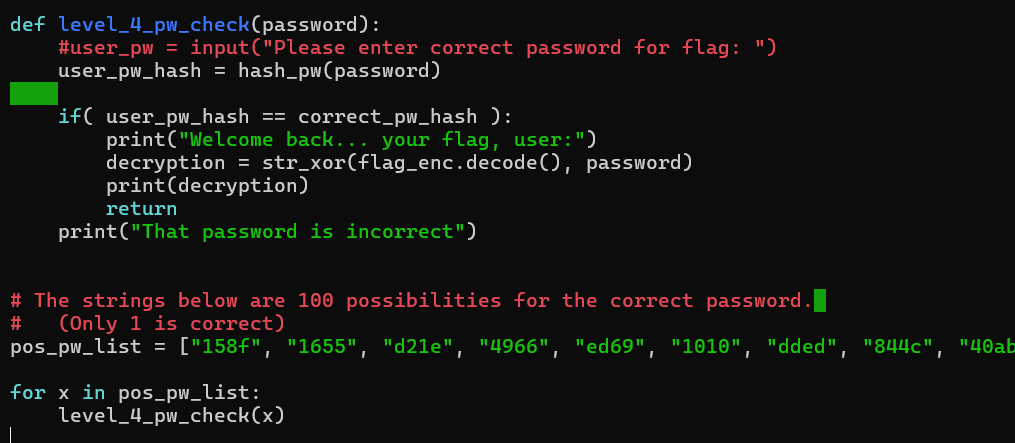 def level_4_pw_check(password):
    #user_pw = input("Please enter correct password for flag: ")
    user_pw_hash = hash_pw(password)
    if( user_pw_hash == correct_pw_hash ):
        print("Welcome back... your flag, user:")
        decryption = str_xor(flag_enc.decode(), password)
        print(decryption)
        return
    print("That password is incorrect")
# The strings below are 100 possibilities for the correct password.
#   (Only 1 is correct)
pos_pw_list = ["158f", "1655", "d21e", "4966", "ed69", "1010", "dded", "844c", "40ab
for x in pos_pw_list:
    level_4_pw_check(x)